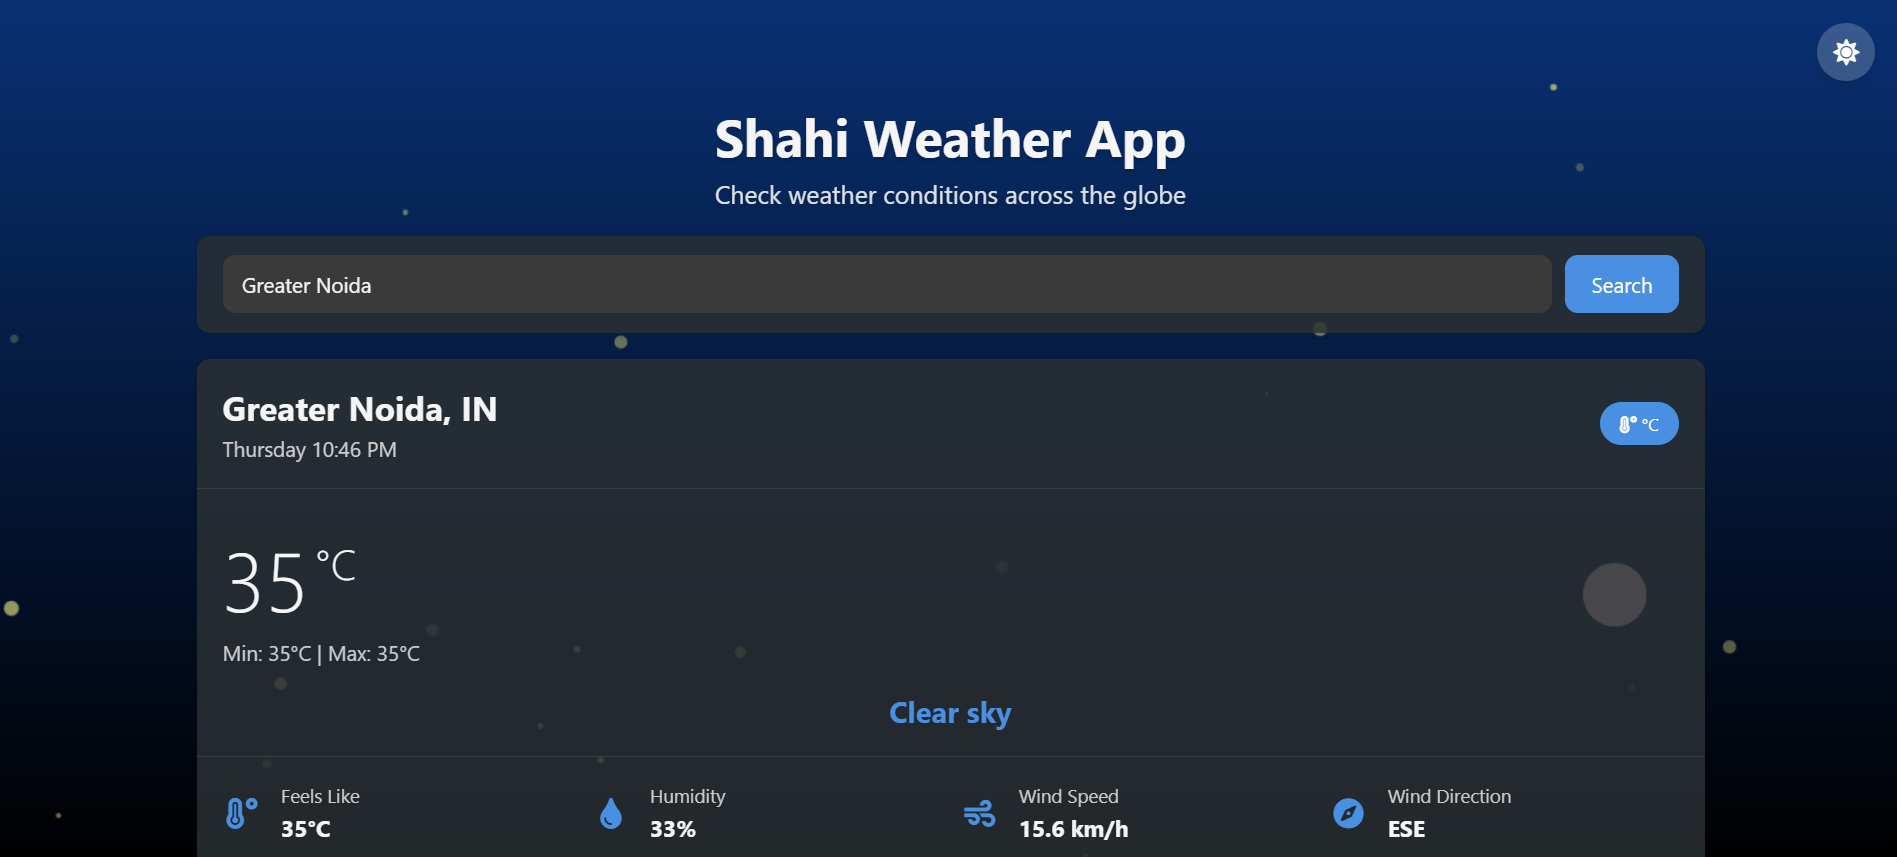 Shahi Weather App
Check weather conditions across the globe
Greater Noida
Search
Greater Noida, IN
Thursday 10:46 PM
°C
35 °C
Min: 35°C | Max: 35°C
Clear sky
Feels Like
35°C
Humidity
33%
Wind Speed
15.6 km/h
Wind Direction
ESE